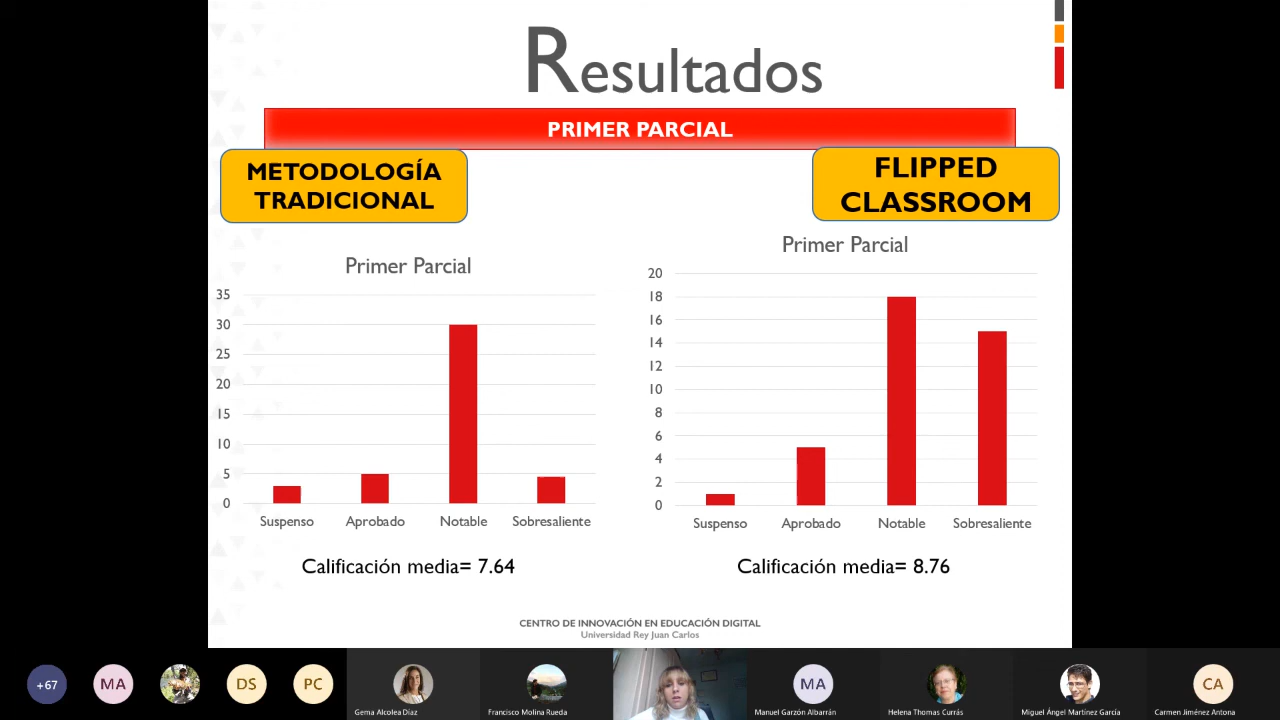 Resultados
PRIMER PARCIAL
METODOLOGÍA
TRADICIONAL
FLIPPED
CLASSROOM
Primer Parcial
35
30
25
20
15
10
5
0
Suspenso
Aprobado
Notable
Sobresaliente
Calificación media= 7.64
Primer Parcial
20
18
16
14
12
10
8
6
4
2
0
Suspenso
Aprobado
Notable
Sobresaliente
Calificación media= 8.76
CENTRO DE INNOVACIÓN EN EDUCACIÓN DIGITAL
Universidad Rey Juan Carlos
+67
MA
DS
PC
Gema Alcolea Díaz
Francisco Molina Rueda
MA
Manuel Garzón Albarrán
Helena Thomas Currás
Miguel Ángel Martínez García
CA
Carmen Jiménez Antona